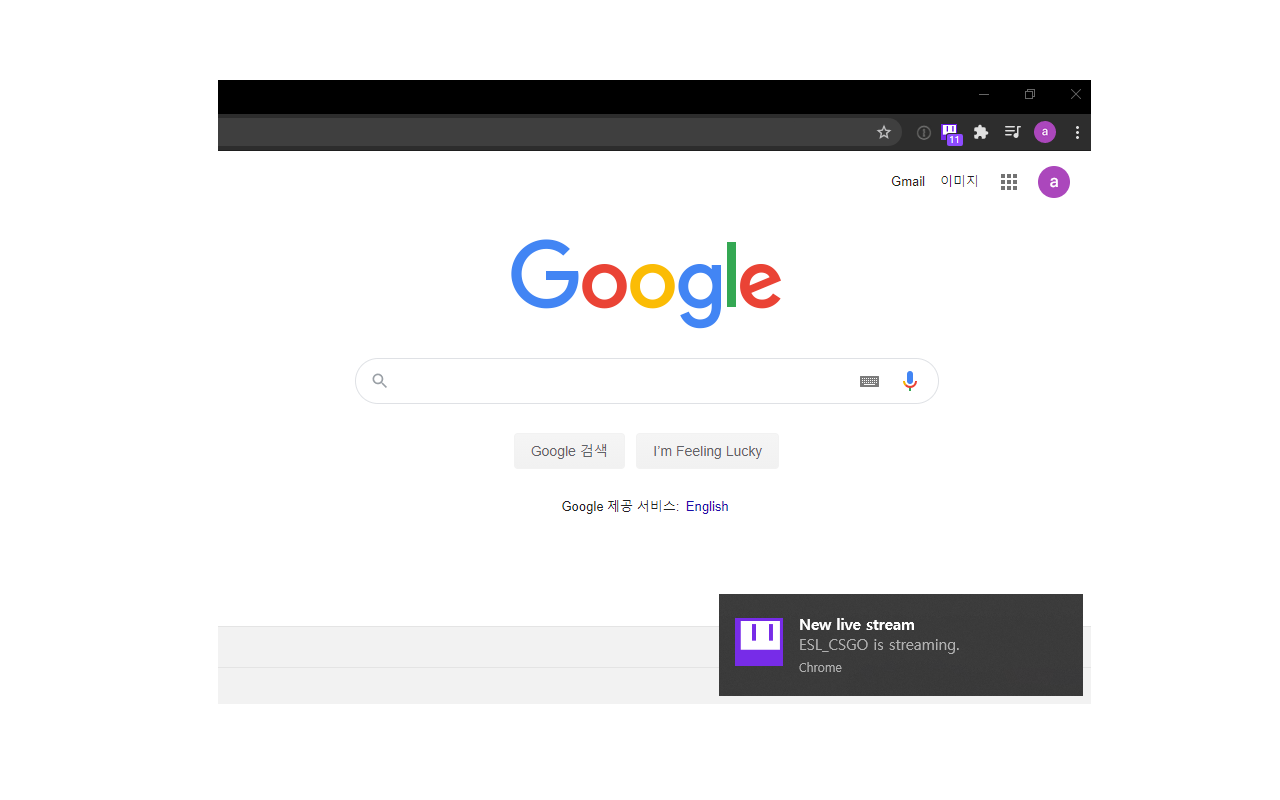 11
a
Gmail 이미지
a
Google
Google 검색 I'm Feeling Lucky
Google 제공 서비스: English
New live stream
ESL_CSGO is streaming.
Chrome